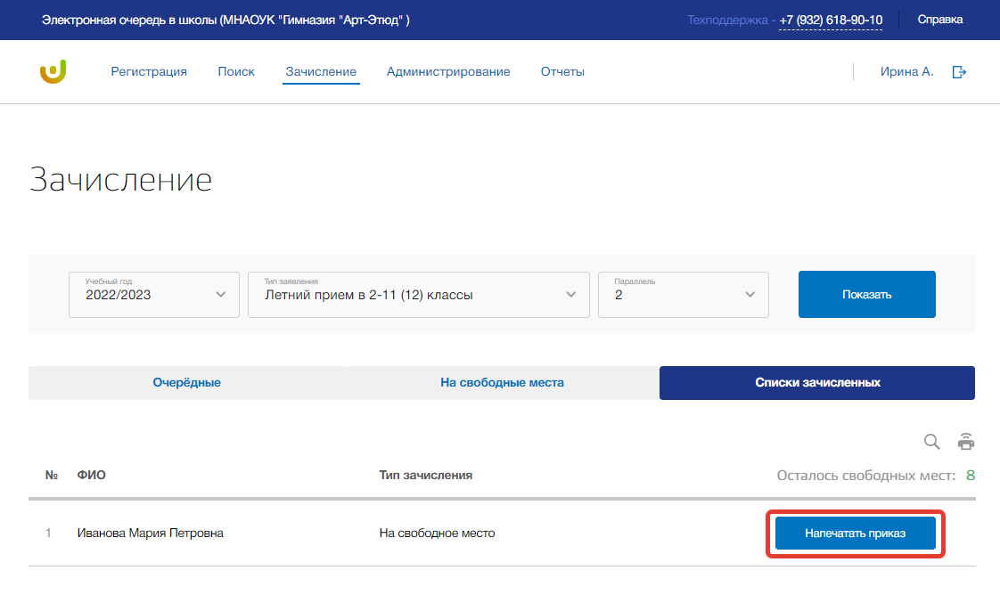 Электронная очередь в школы (МНАОУК "Гимназия "Арт-Этюд" ) Техподдержка - +7 (932) 618-90-10 Справка
Регистрация Поиск Зачисление Администрирование Отчеты Ирина А.
Зачисление
Учебный год Тип заявления Параллель
2022/2023 Летний прием в 2-11 (12) классы 2 Показать
Очерёдные На свободные места Списки зачисленных
№ ФИО Тип зачисления Осталось свободных мест: 8
1 Иванова Мария Петровна На свободное место Напечатать приказ